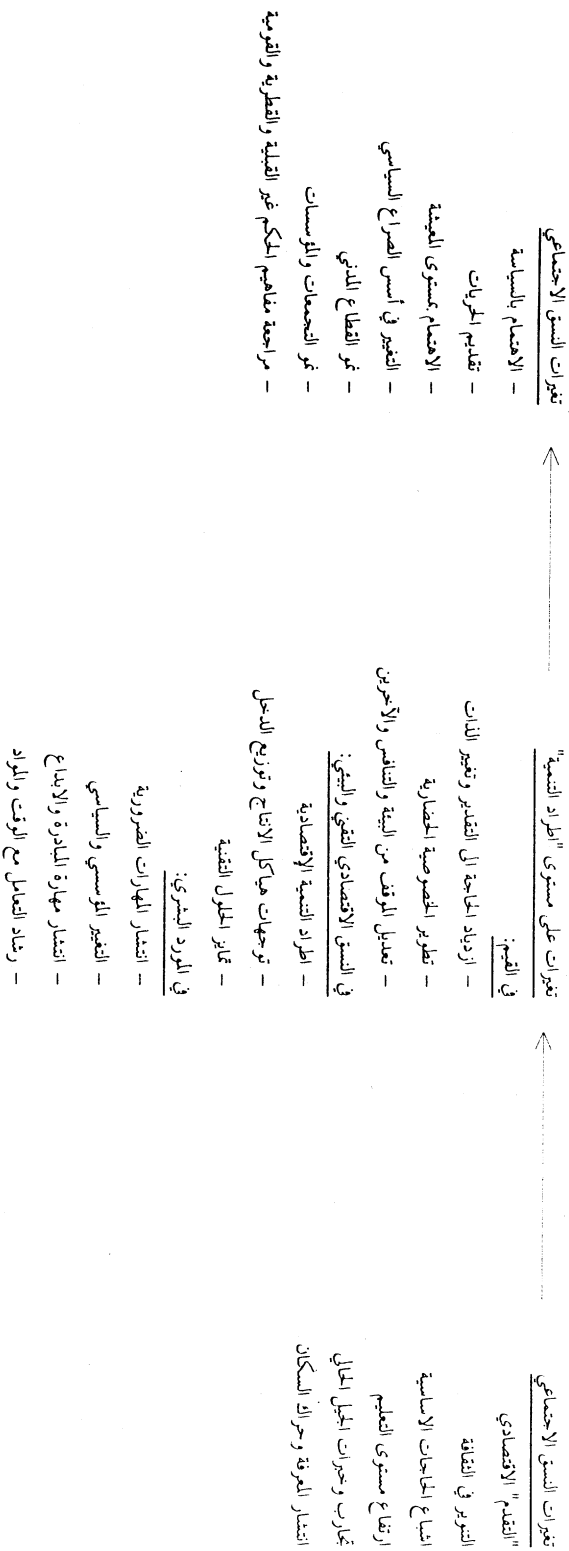 تغيرات النسق الاجتماعي
"التقدم" الاقتصادي
التنوير في الثقافة
اشباع الحاجات الاساسية
ارتفاع مستوى التعليم
تجارب وخبرات الجيل الحالي
انتشار المعرفة وحراك السكان
تغيرات على مستوى "اطراد التنمية"
في القيم:
- ازدياد الحاجة الى التقدير وتغيير الذات
- تطوير الخصوصية الحضارية
- تعديل الموقف من البيئة والتنافس والآخرين
في النسق الاقتصادي التقني والبيئي:
- اطراد التنمية الاقتصادية
- توجهات هياكل الانتاج وتوزيع الدخل
- تمايز الحلول التقنية
في المورد البشري:
- انتشار المهارات الضرورية
- التغيير المؤسسي والسياسي
- انتشار مهارة المبادرة والابداع
- رشاد التعامل مع الوقت والمواد
تغيرات النسق الاجتماعي
- الاهتمام بالسياسة
- تقديم الحريات
- الاهتمام بمستوى المعيشة
- التغيير في أسس الصراع السياسي
- نمو القطاع المدني
- نمو التجمعات والمؤسسات
- مراجعة مفاهيم الحكم غير القبلية والقطرية والقومية